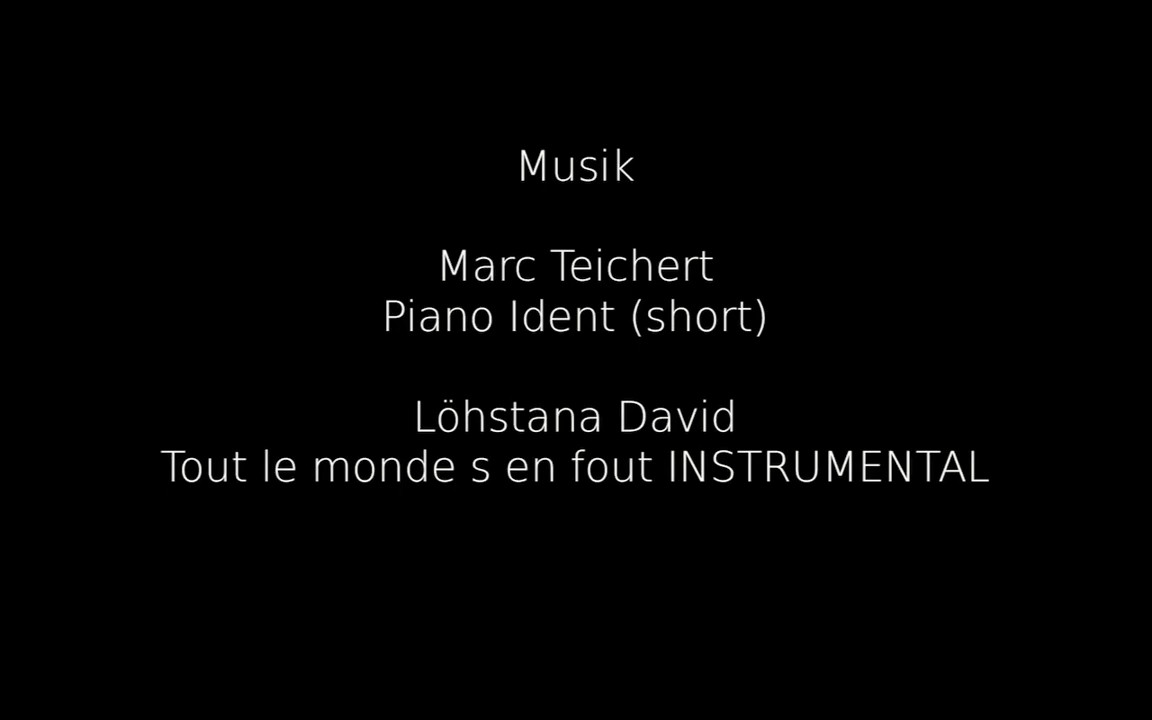 Musik
Marc Teichert
Piano Ident (short)
Löhstana David
Tout le monde s en fout INSTRUMENTAL